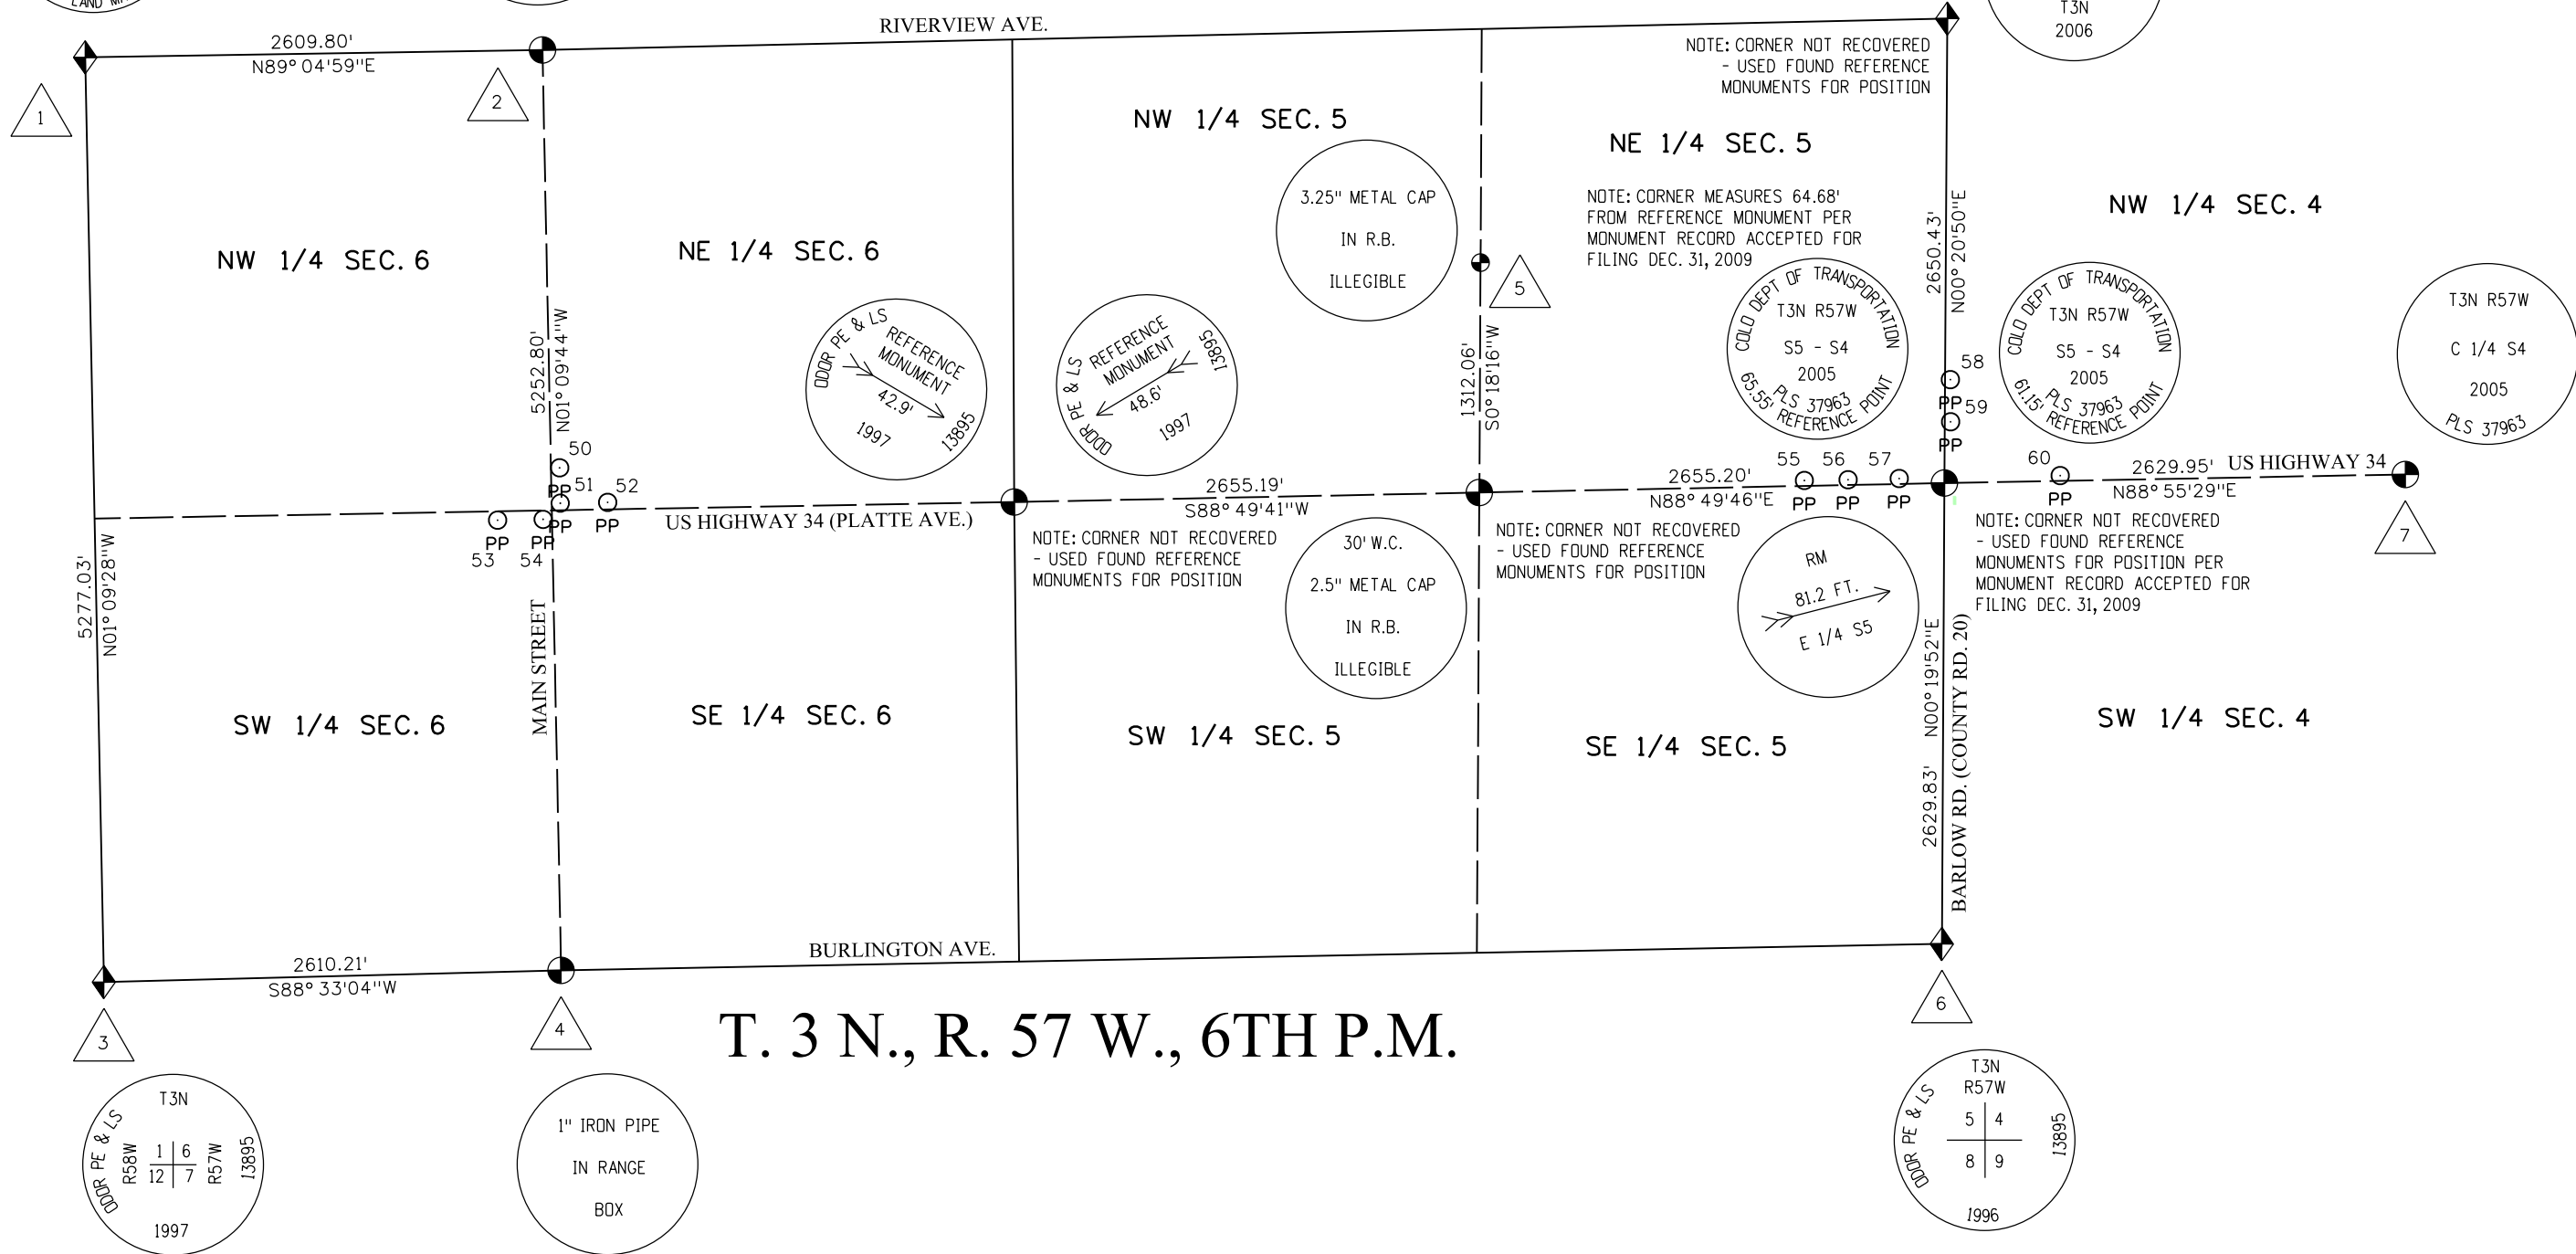 LAND
T3N
2006
RIVERVIEW AVE.
2609.80'
N89° 04'59"E
1
2
NOTE: CORNER NOT RECOVERED
- USED FOUND REFERENCE
MONUMENTS FOR POSITION
NW 1/4 SEC. 5
NE 1/4 SEC. 5
3.25" METAL CAP
IN R.B.
ILLEGIBLE
NOTE: CORNER MEASURES 64.68'
FROM REFERENCE MONUMENT PER
MONUMENT RECORD ACCEPTED FOR
FILING DEC. 31, 2009
2650.43'
N00° 20'50"E
NW 1/4 SEC. 4
NW 1/4 SEC. 6
NE 1/4 SEC. 6
5
5252.80'
N01° 09'44"W
ODOR PE & LS
REFERENCE
MONUMENT
42.9'
1997
13895
ODOR PE & LS
REFERENCE
MONUMENT
48.6'
1997
13895
1312.06'
S0° 18'16"W
COLO DEPT OF TRANSPORTATION
T3N R57W
S5 - S4
2005
PLS 37963
65.55' REFERENCE POINT
COLO DEPT OF TRANSPORTATION
T3N R57W
S5 - S4
2005
PLS 37963
61.15' REFERENCE POINT
T3N R57W
C 1/4 S4
2005
PLS 37963
58
PP
59
PP
50
PP
51
PP
52
PP
53
PP
54
PP
55
PP
56
PP
57
PP
60
PP
US HIGHWAY 34 (PLATTE AVE.)
2655.19'
S88° 49'41"W
2655.20'
N88° 49'46"E
2629.95'
N88° 55'29"E
US HIGHWAY 34
7
NOTE: CORNER NOT RECOVERED
- USED FOUND REFERENCE
MONUMENTS FOR POSITION
30' W.C.
2.5" METAL CAP
IN R.B.
ILLEGIBLE
NOTE: CORNER NOT RECOVERED
- USED FOUND REFERENCE
MONUMENTS FOR POSITION
RM
81.2 FT.
E 1/4 S5
NOTE: CORNER NOT RECOVERED
- USED FOUND REFERENCE
MONUMENTS FOR POSITION PER
MONUMENT RECORD ACCEPTED FOR
FILING DEC. 31, 2009
5277.03'
N01° 09'28"W
MAIN STREET
SW 1/4 SEC. 6
SE 1/4 SEC. 6
SW 1/4 SEC. 5
SE 1/4 SEC. 5
SW 1/4 SEC. 4
N00° 19'52"E
2629.83'
BARLOW RD. (COUNTY RD. 20)
BURLINGTON AVE.
2610.21'
S88° 33'04"W
3
4
6
T. 3 N., R. 57 W., 6TH P.M.
ODOR PE & LS
T3N
R58W
1 6
12 7
R57W
13895
1997
1" IRON PIPE
IN RANGE
BOX
ODOR PE & LS
T3N
R57W
5 4
8 9
13895
1996